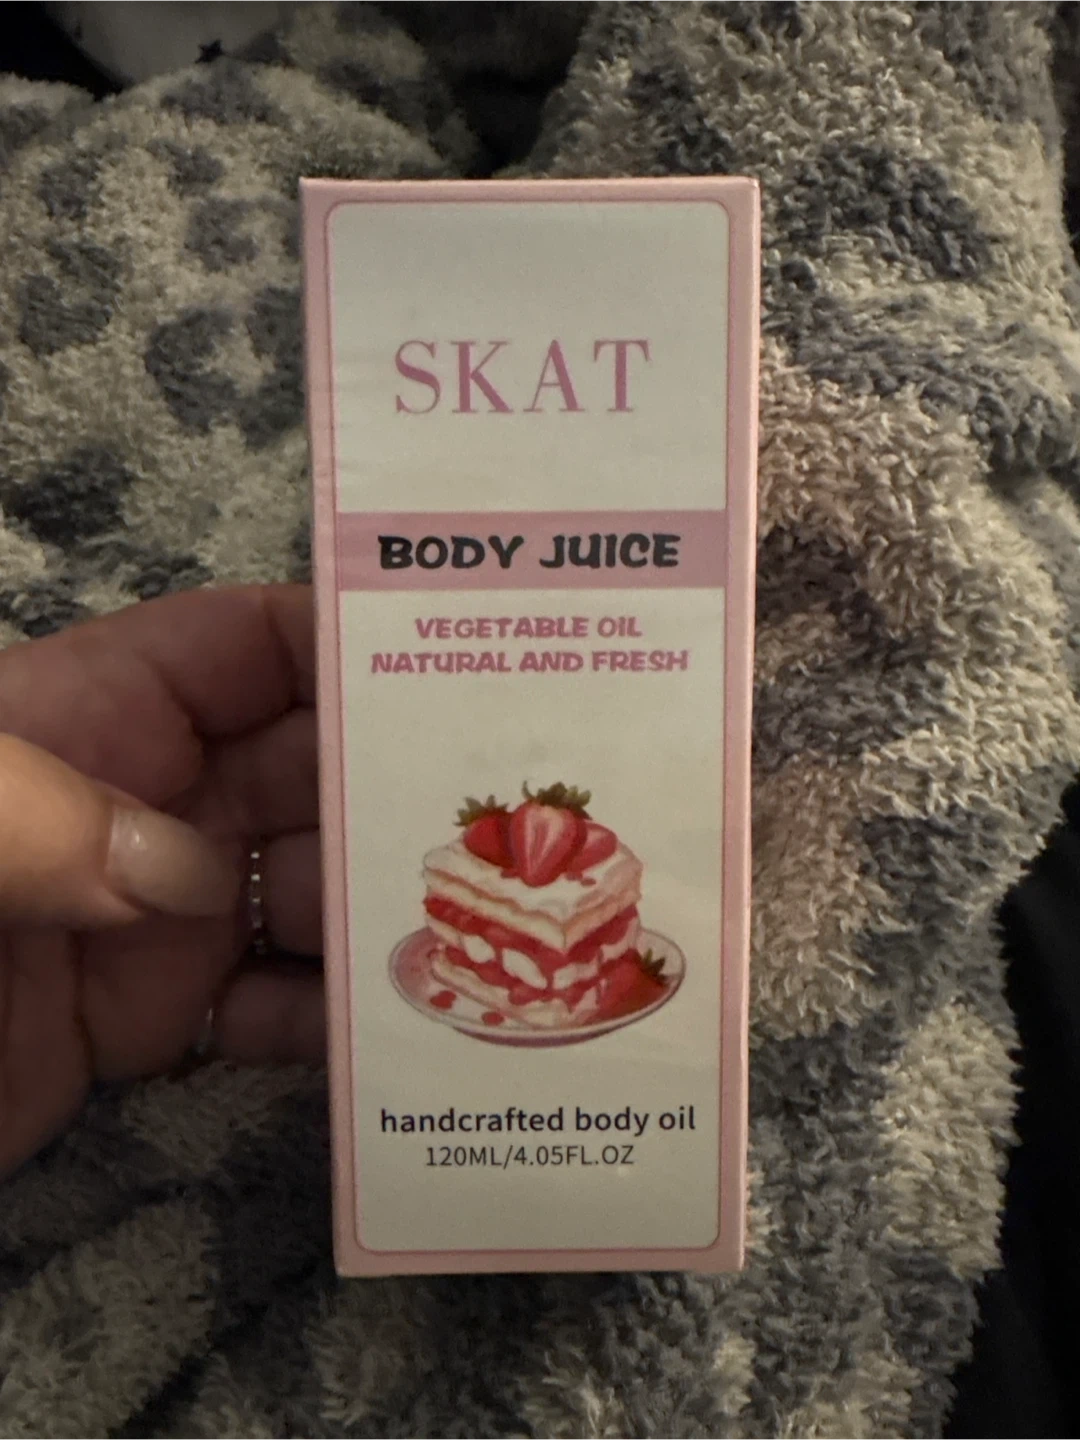 SKAT
BODY JUICE
VEGETABLE OIL
NATURAL AND FRESH
handcrafted body oil
120ML/4.05FL.OZ